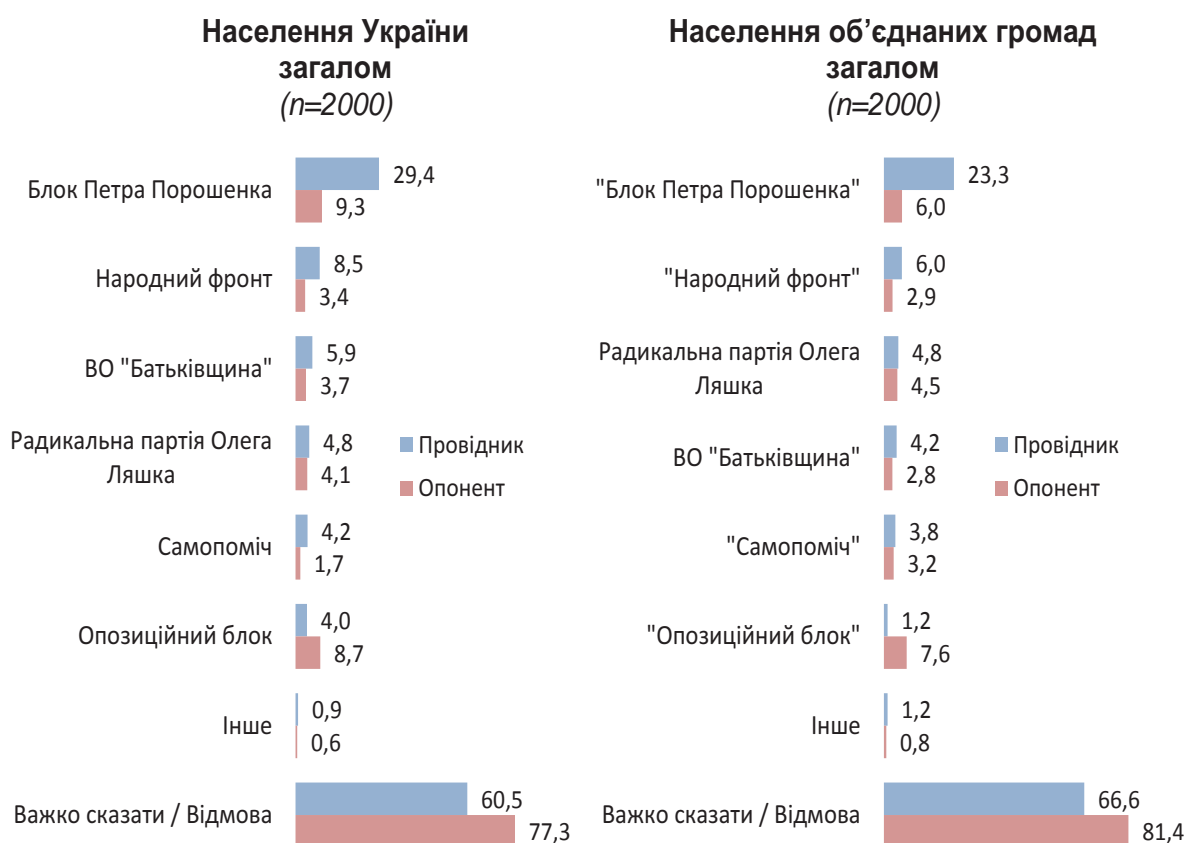 Населення України
загалом
(n=2000)
Блок Петра Порошенка
29,4
9,3
Народний фронт
8,5
3,4
ВО "Батьківщина"
5,9
3,7
Радикальна партія Олега
Ляшка
4,8
4,1
Провідник
Опонент
Самопоміч
4,2
1,7
Опозиційний блок
4,0
8,7
Інше
0,9
0,6
Важко сказати / Відмова
60,5
77,3
Населення об’єднаних громад
загалом
(n=2000)
"Блок Петра Порошенка"
23,3
6,0
"Народний фронт"
6,0
2,9
Радикальна партія Олега
Ляшка
4,8
4,5
ВО "Батьківщина"
4,2
2,8
Провідник
Опонент
"Самопоміч"
3,8
3,2
"Опозиційний блок"
1,2
7,6
Інше
1,2
0,8
Важко сказати / Відмова
66,6
81,4